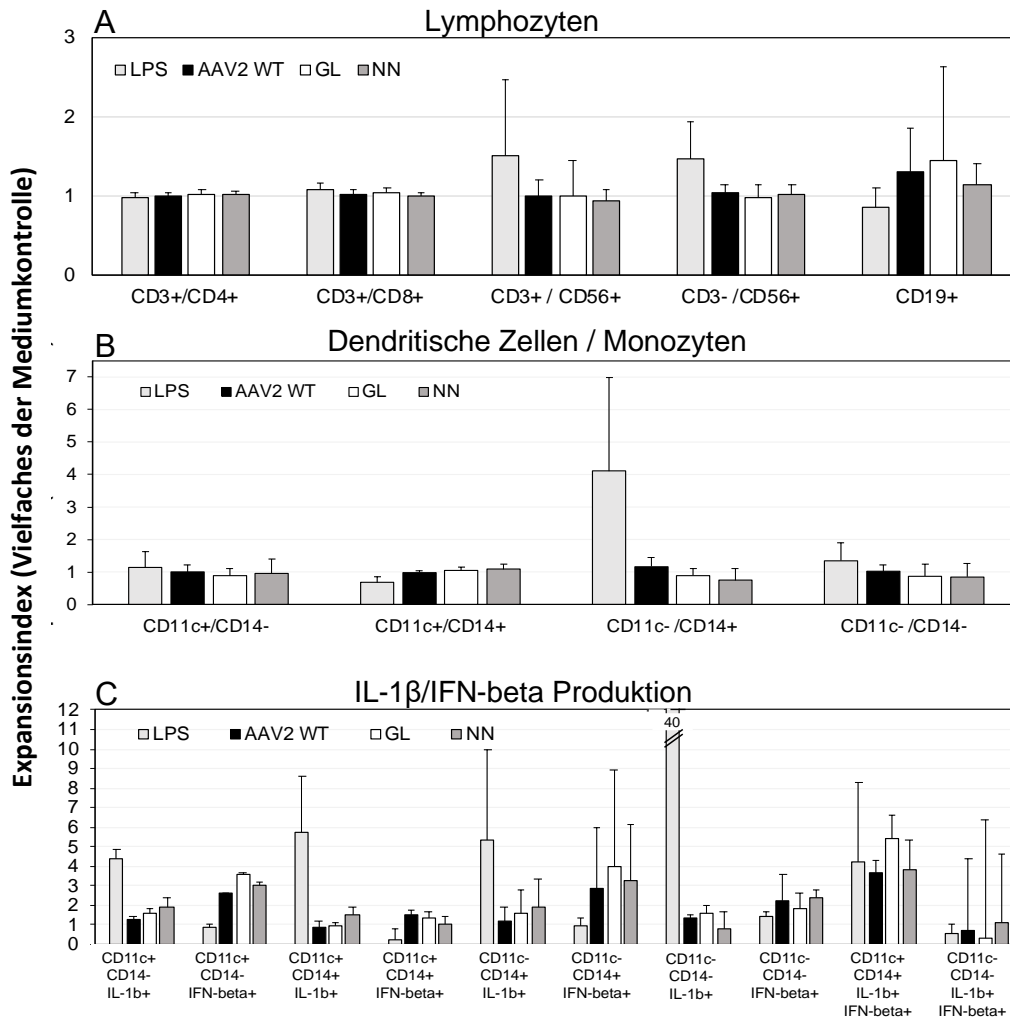 Expansionsindex (Vielfaches der Mediumkontrolle)
A
Lymphozyten
3
2
1
0
LPS AAV2 WT GL NN
CD3+/CD4+ CD3+/CD8+ CD3+ / CD56+ CD3- /CD56+ CD19+
B
Dendritische Zellen / Monozyten
7
6
5
4
3
2
1
0
LPS AAV2 WT GL NN
CD11c+/CD14- CD11c+/CD14+ CD11c- /CD14+ CD11c- /CD14-
C
IL-1β/IFN-beta Produktion
12
11
10
9
8
7
6
5
4
3
2
1
0
LPS AAV2 WT GL NN
40
CD11c+ CD11c+ CD11c+ CD11c+ CD11c- CD11c- CD11c- CD11c- CD11c+ CD11c-
CD14- CD14- CD14+ CD14+ CD14+ CD14+ CD14- CD14- CD14+ CD14-
IL-1b+ IFN-beta+ IL-1b+ IFN-beta+ IL-1b+ IFN-beta+ IL-1b+ IFN-beta+ IL-1b+ IL-1b+
IFN-beta+ IFN-beta+